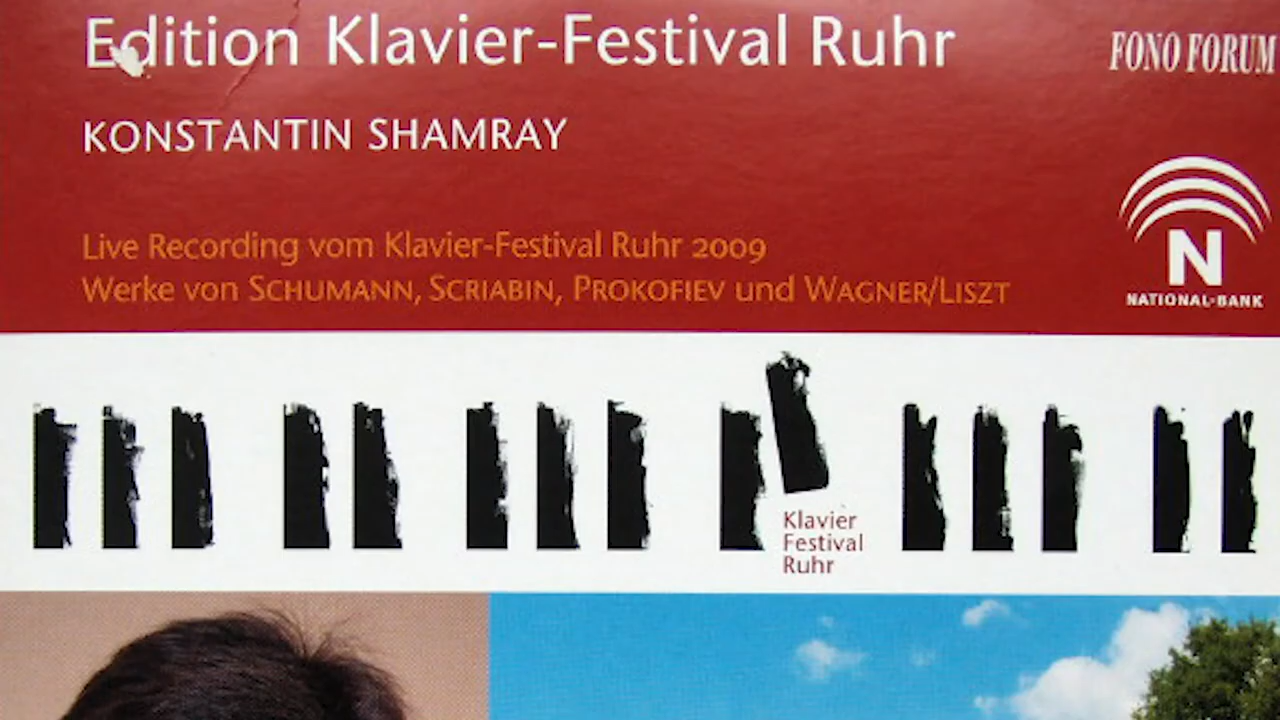 Edition Klavier-Festival Ruhr
FONO FORUM
KONSTANTIN SHAMRAY
Live Recording vom Klavier-Festival Ruhr 2009
Werke von SCHUMANN, SCRIABIN, PROKOFIEV und WAGNER/LISZT
N
NATIONAL-BANK
Klavier
Festival
Ruhr